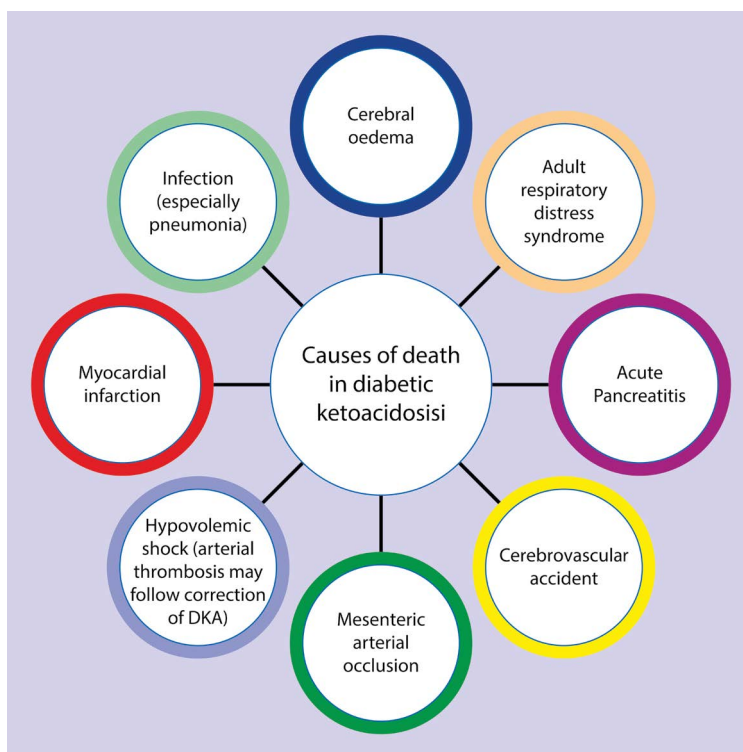 Cerebral
oedema
Adult
respiratory
distress
syndrome
Acute
Pancreatitis
Cerebrovascular
accident
Mesenteric
arterial
occlusion
Hypovolemic
shock (arterial
thrombosis may
follow correction
of DKA)
Myocardial
infarction
Infection
(especially
pneumonia)
Causes of death
in diabetic
ketoacidosisi